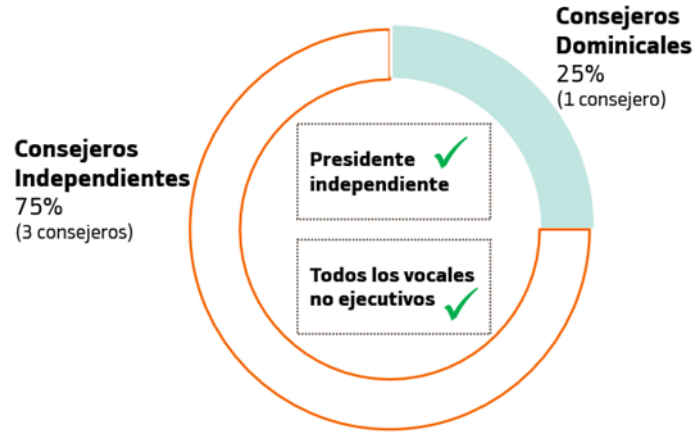 Consejeros
Dominicales
25%
(1 consejero)
Consejeros
Independientes
75%
(3 consejeros)
Presidente
independiente
Todos los vocales
no ejecutivos